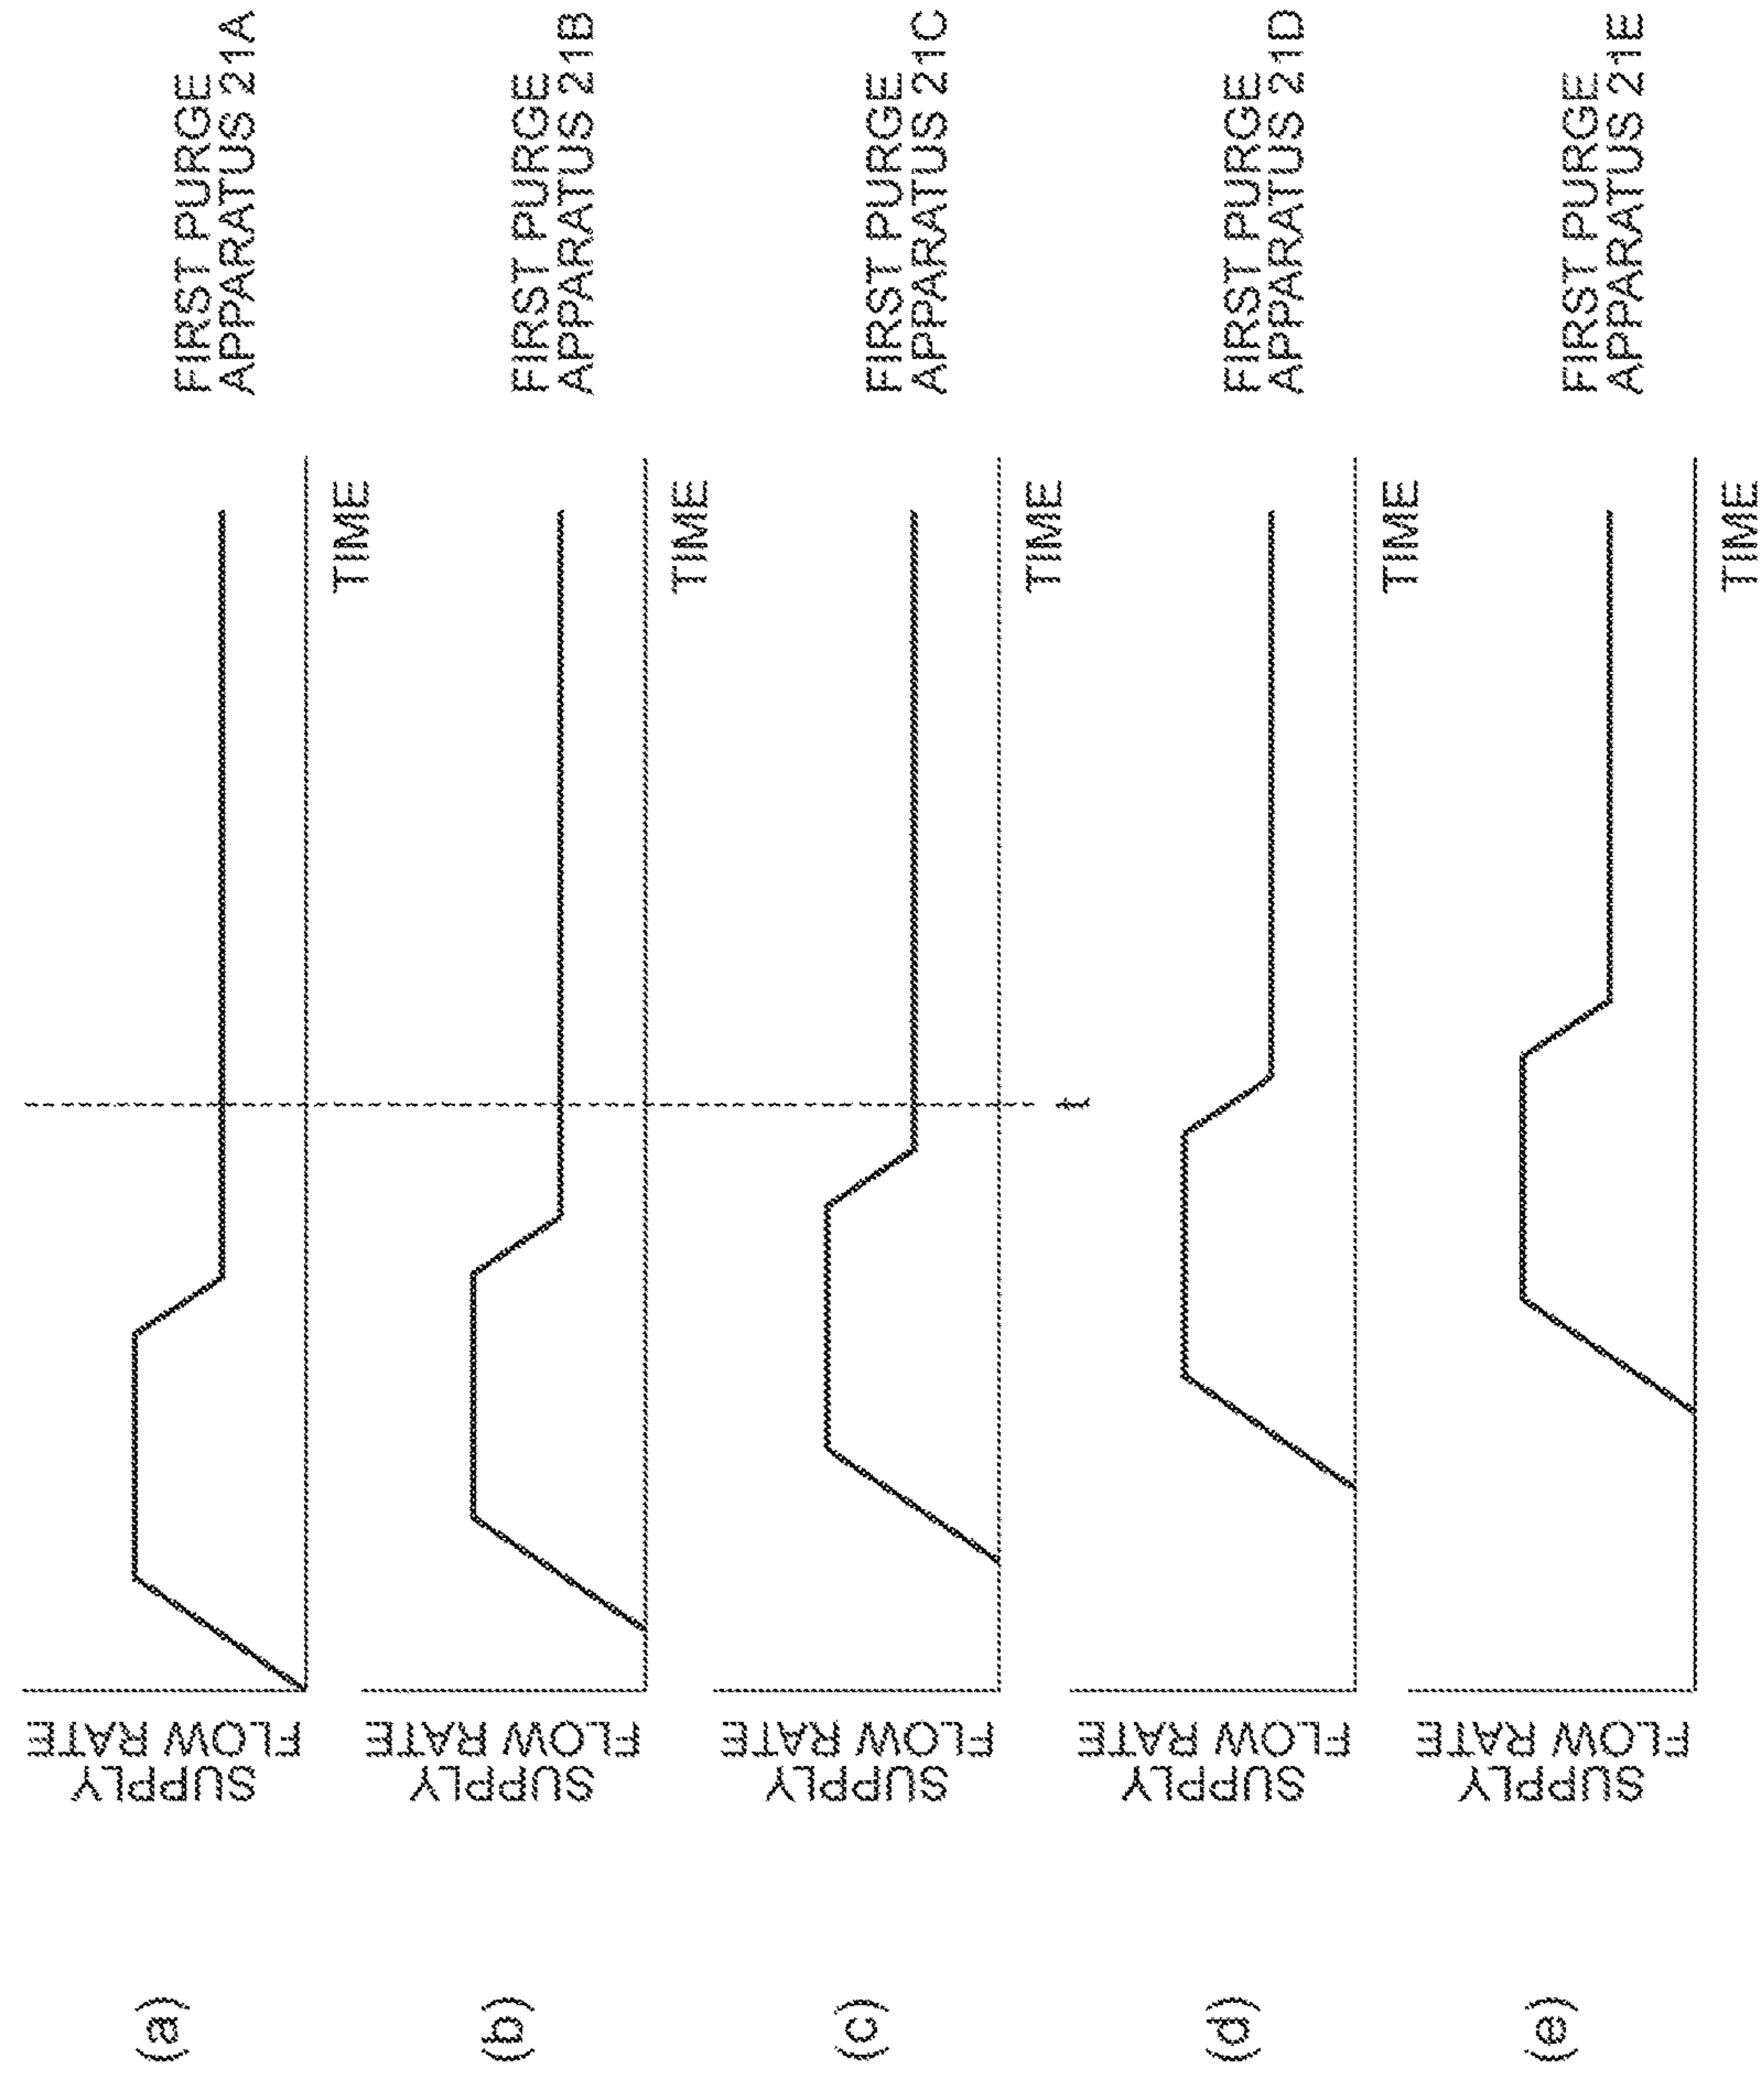 (a)
SUPPLY
FLOW RATE
TIME
FIRST PURGE
APPARATUS 21A
(b)
SUPPLY
FLOW RATE
TIME
FIRST PURGE
APPARATUS 21B
(c)
SUPPLY
FLOW RATE
TIME
t
FIRST PURGE
APPARATUS 21C
(d)
SUPPLY
FLOW RATE
TIME
FIRST PURGE
APPARATUS 21D
(e)
SUPPLY
FLOW RATE
TIME
FIRST PURGE
APPARATUS 21E